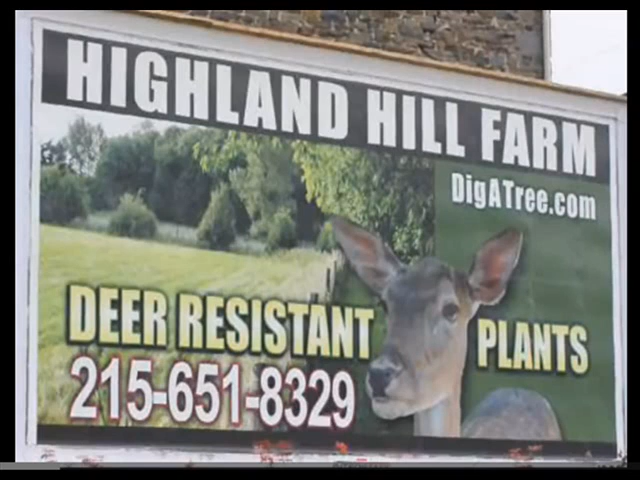 HIGHLAND HILL FARM
DigATree.com
DEER RESISTANT PLANTS
215-651-8329